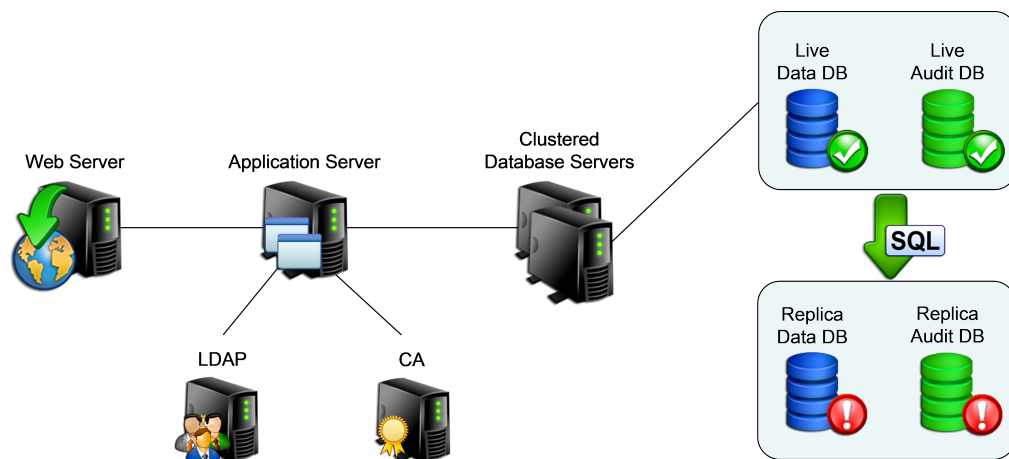 Live
Data DB
Live
Audit DB
Clustered
Database Servers
Web Server
Application Server
SQL
Replica
Data DB
Replica
Audit DB
LDAP
CA